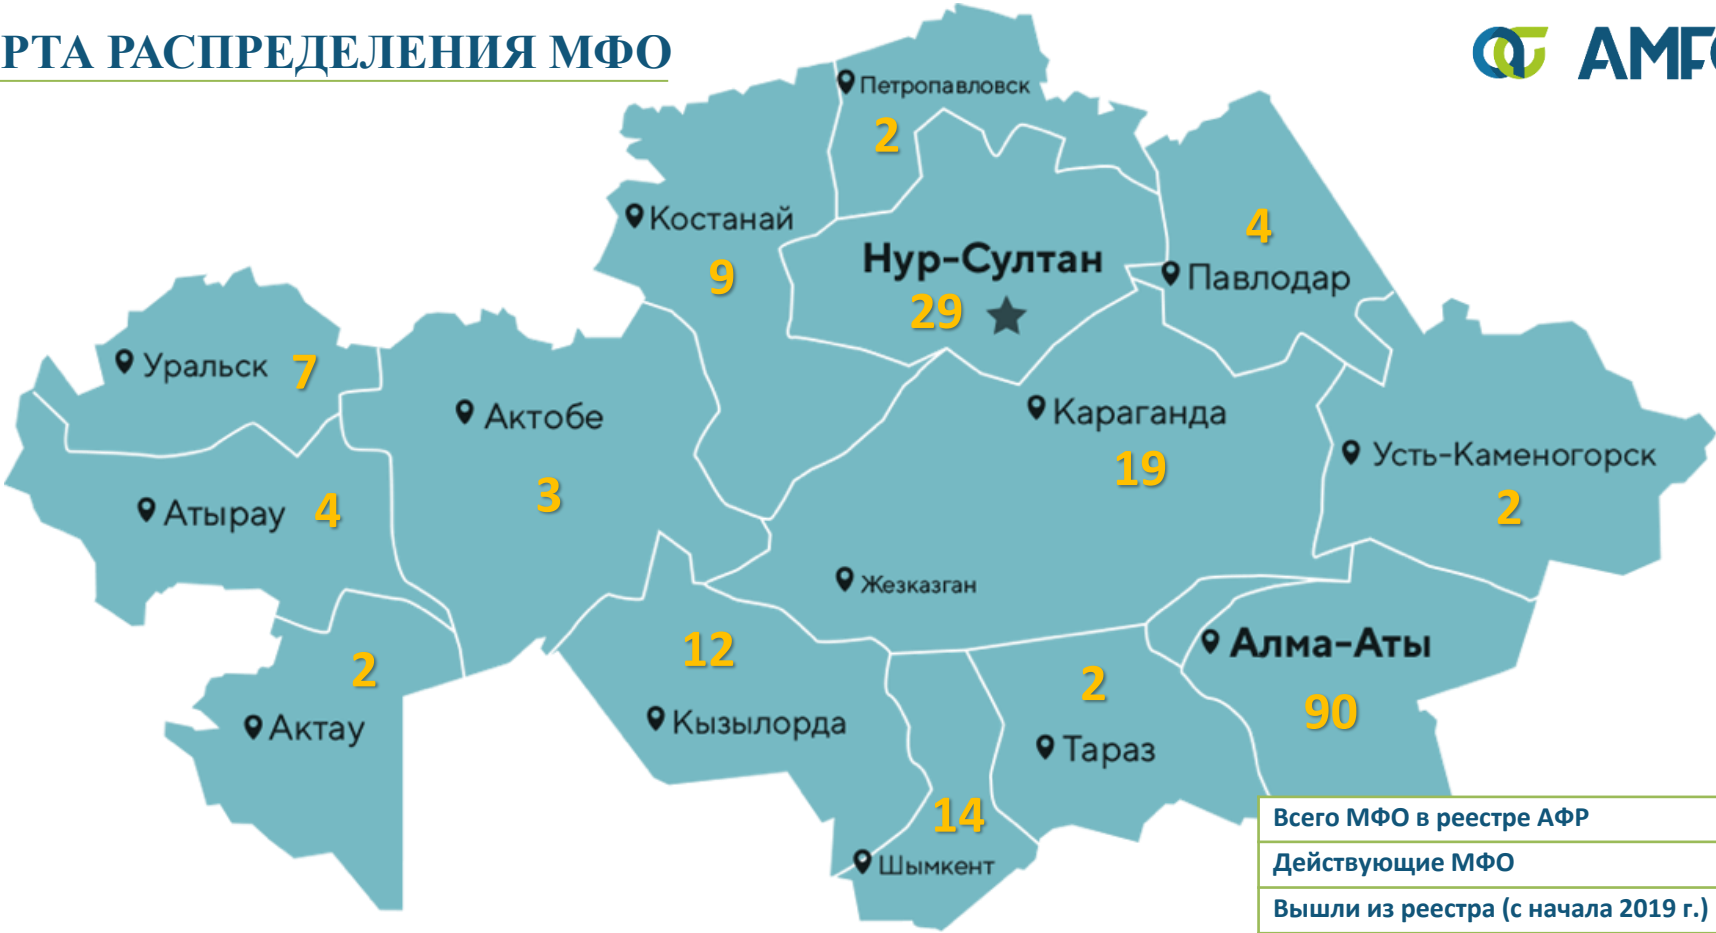 РТА РАСПРЕДЕЛЕНИЯ МФО
АМФО
Петропавловск
2
Костанай
9
Нур-Султан
29
4
Павлодар
Уральск 7
Актобе
3
Караганда
19
Усть-Каменогорск
2
Атырау 4
Жезказган
2
Актау
12
Кызылорда
2
Тараз
Алма-Аты
90
14
Шымкент
Всего МФО в реестре АФР
Действующие МФО
Вышли из реестра (с начала 2019 г.)